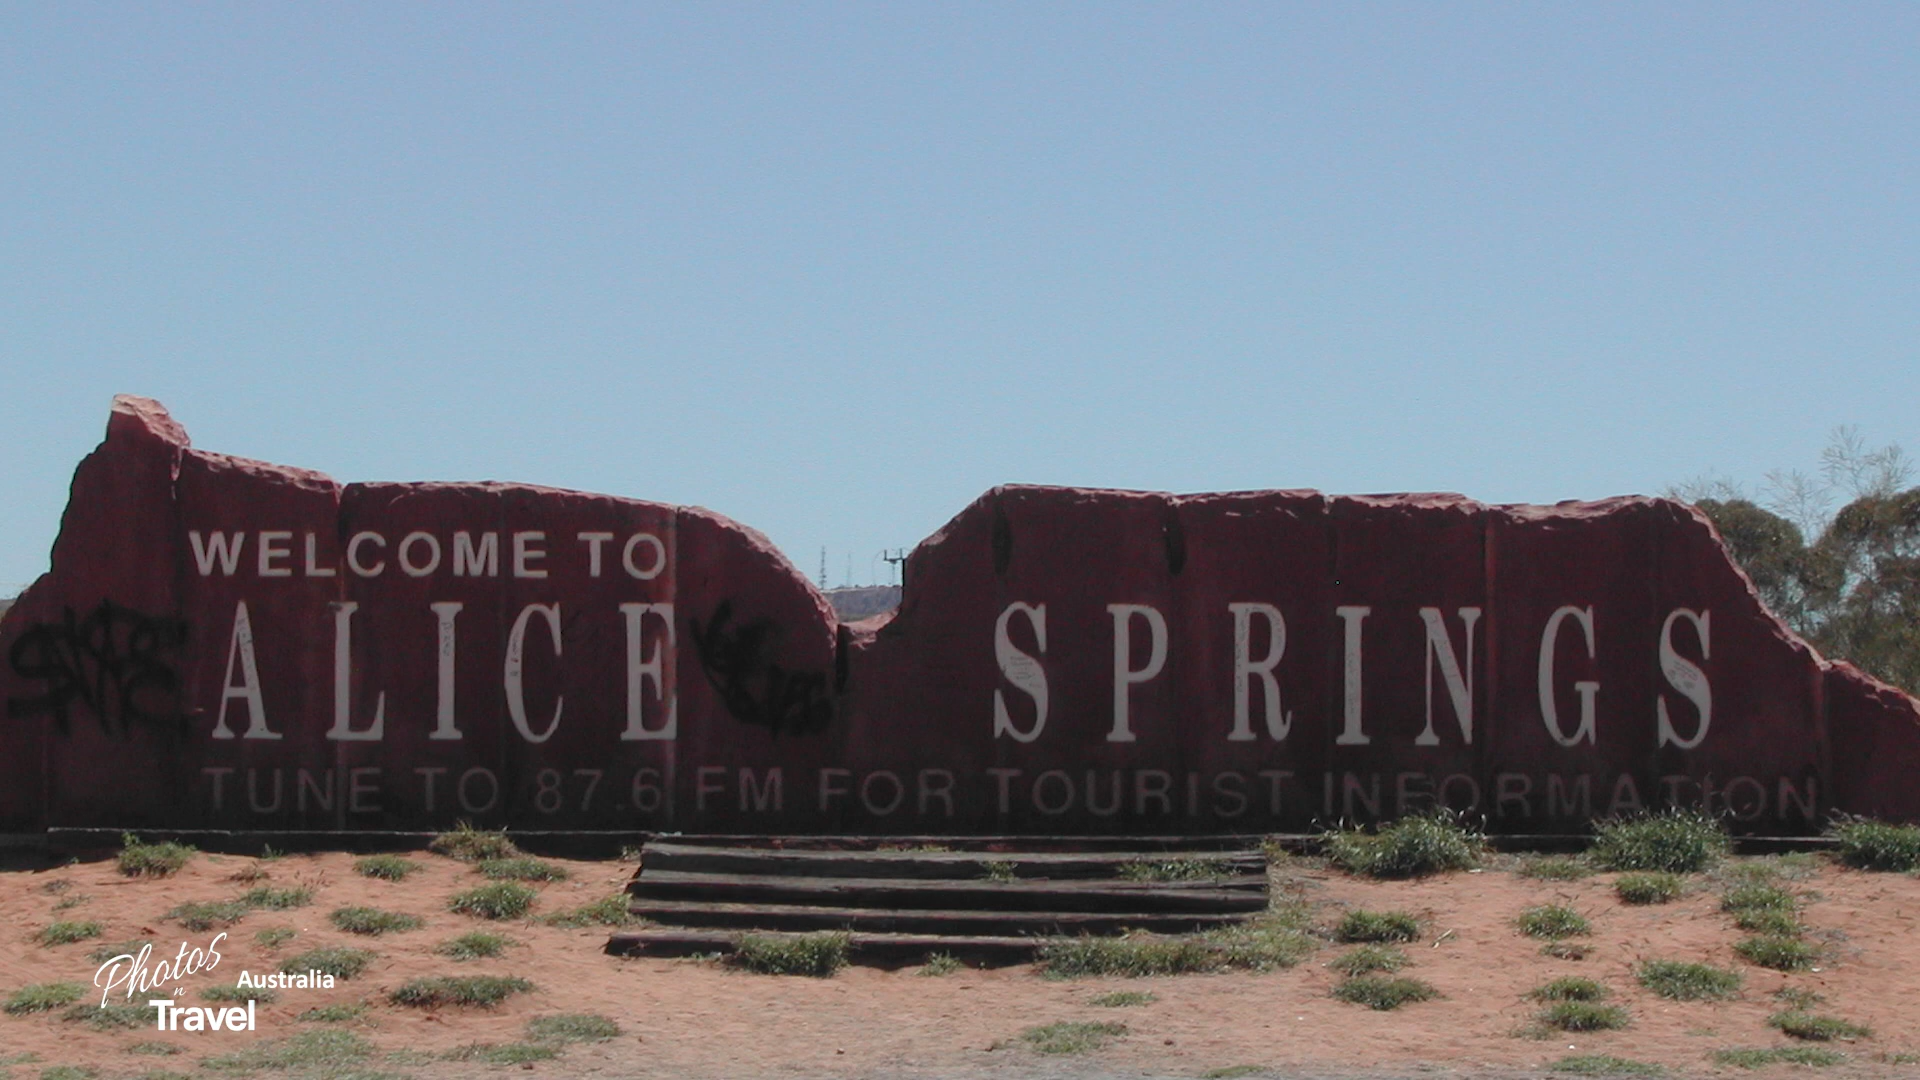 WELCOME TO
ALICE SPRINGS
TUNE TO 87.6 FM FOR TOURIST INFORMATION
Photos
n
Travel
Australia